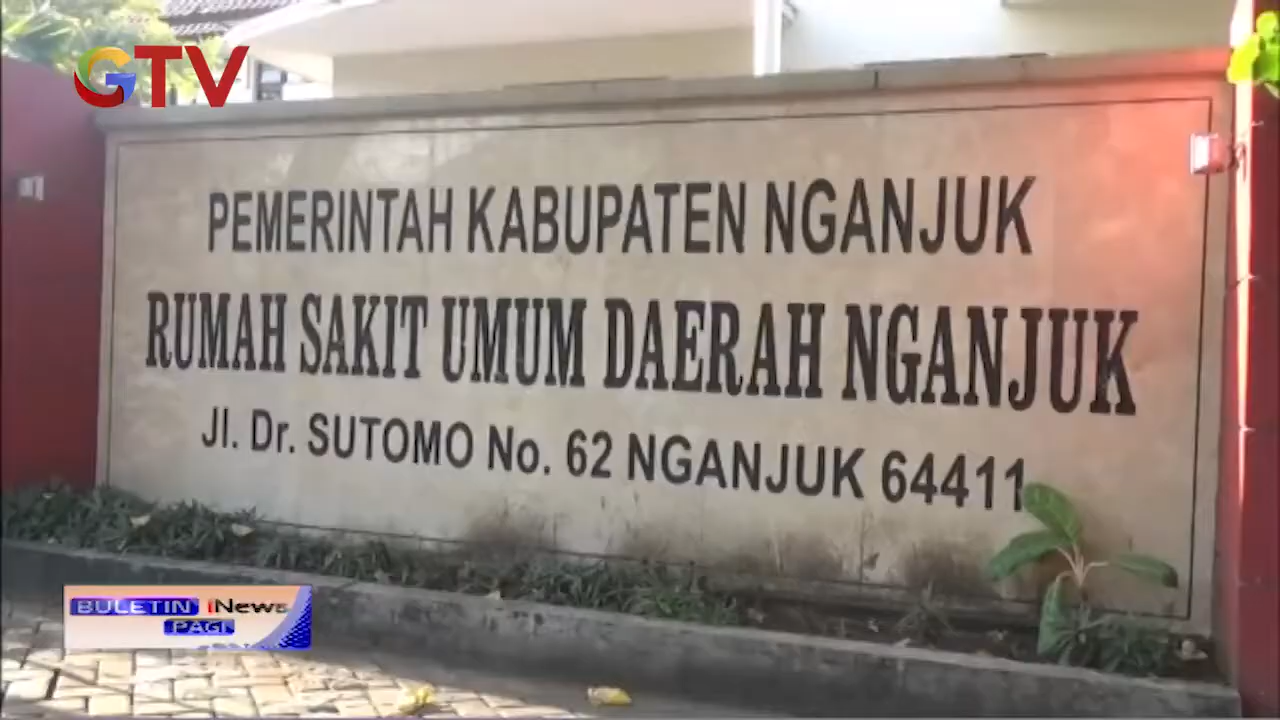 GTV
PEMERINTAH KABUPATEN NGANJUK
RUMAH SAKIT UMUM DAERAH NGANJUK
Jl. Dr. SUTOMO No. 62 NGANJUK 64411
BULETIN iNews
PAGI